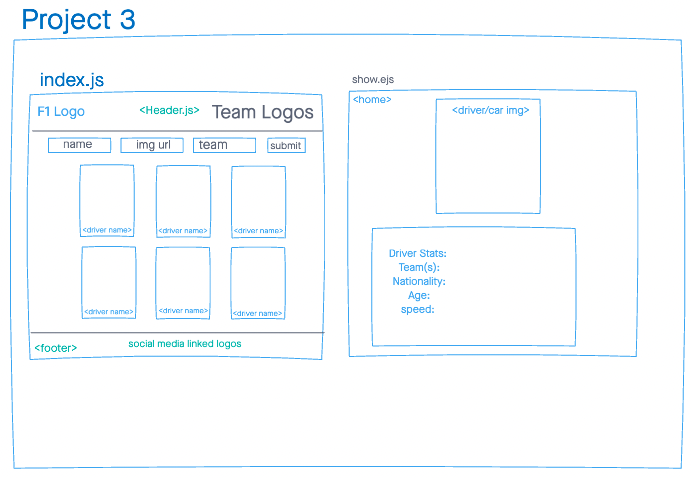 Project 3
index.js
F1 Logo
<Header.js>
Team Logos
name
img url
team
submit
<driver name>
<driver name>
<driver name>
<driver name>
<driver name>
<driver name>
<footer>
social media linked logos
show.ejs
<home>
<driver/car img>
Driver Stats:
Team(s):
Nationality:
Age:
speed: